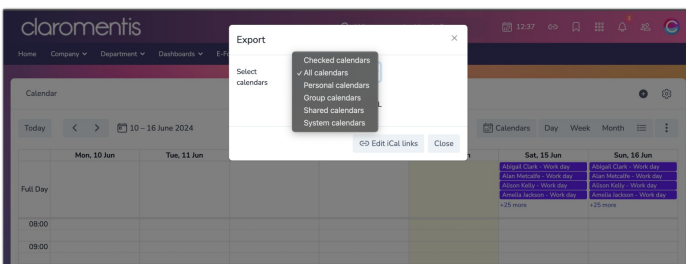 claromentis
12:37
Home Company Department Dashboards
Export
Select calendars
Checked calendars
✓ All calendars
Personal calendars
Group calendars
Shared calendars
System calendars
Edit iCal links Close
Calendar
Today < > 10 – 16 June 2024 Calendars Day Week Month
Mon, 10 Jun Tue, 11 Jun Sat, 15 Jun Sun, 16 Jun
Full Day
Abigail Clark - Work day Abigail Clark - Work day
Alan Metcalfe - Work day Alan Metcalfe - Work day
Alison Kelly - Work day Alison Kelly - Work day
Amelia Jackson - Work day Amelia Jackson - Work day
+25 more +25 more
08:00
09:00